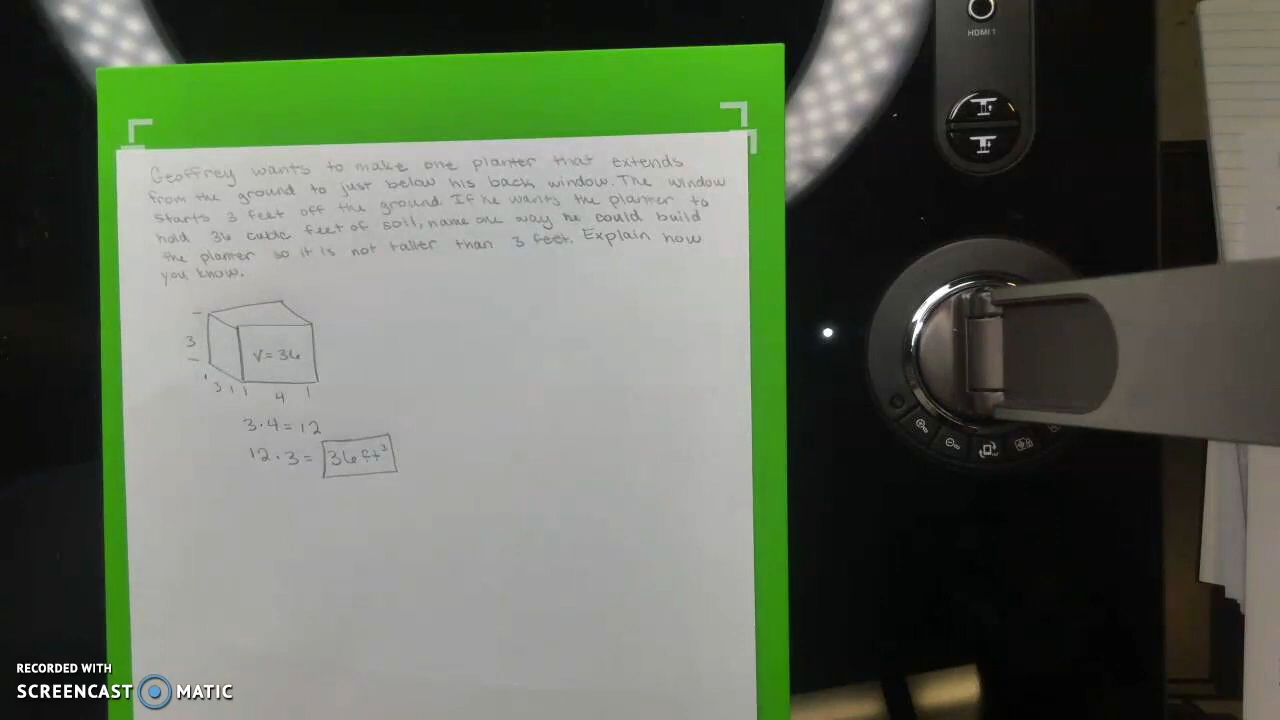 Geoffrey wants to make one planter that extends
from the ground to just below his back window. The window
starts 3 feet off the ground. If he wants the planter to
hold 36 cubic feet of soil, name one way he could build
the planter so it is not taller than 3 feet. Explain how
you know.
3
V = 36
3
4
3 · 4 = 12
12 · 3 = 36 ft³
HDMI 1
RECORDED WITH
SCREENCAST MATIC